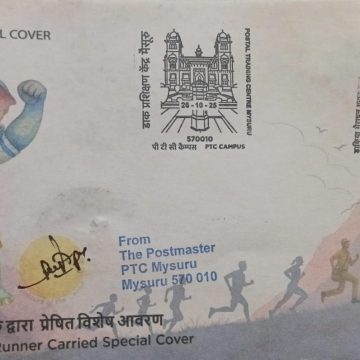 L COVER
डाक प्रशिक्षण केंद्र मैसूरु
POSTAL TRAINING CENTRE MYSURU
26-10-25
570010
पी टी सी कैम्पस PTC CAMPUS
From
The Postmaster
PTC Mysuru
Mysuru 570 010
द्वारा प्रेषित विशेष आवरण
Runner Carried Special Cover